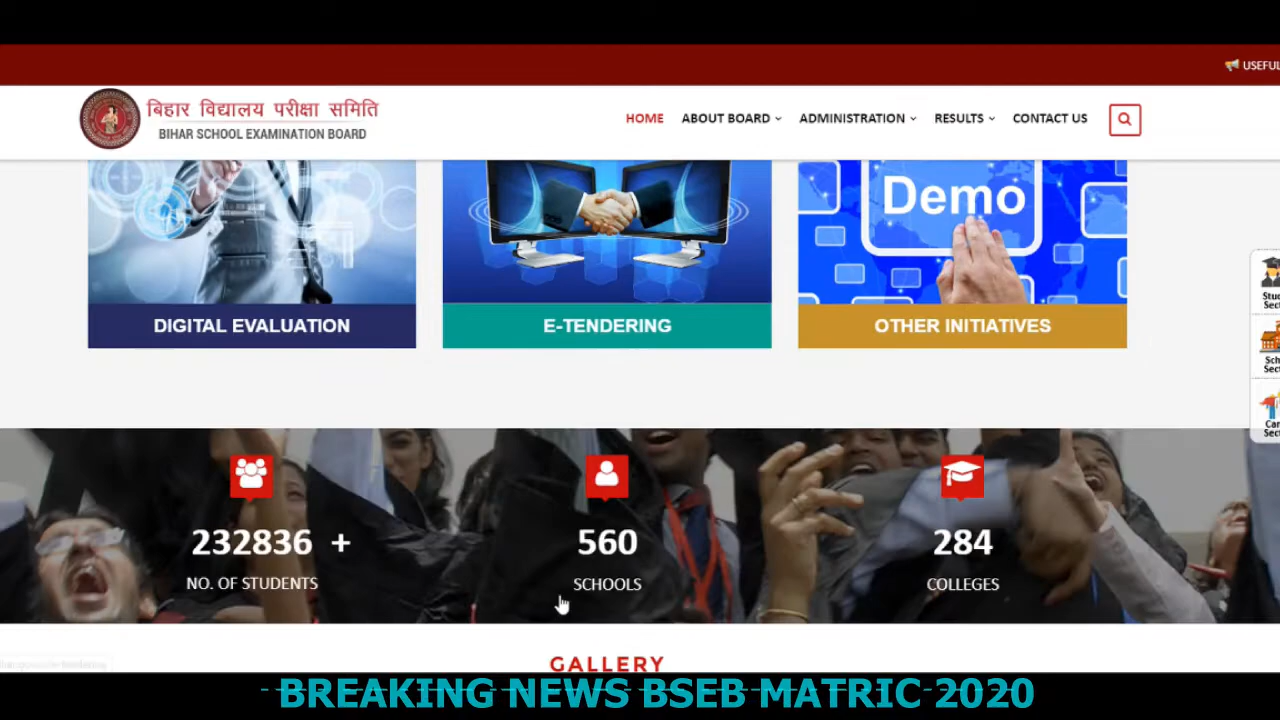 USEFUL
बिहार विद्यालय परीक्षा समिति
BIHAR SCHOOL EXAMINATION BOARD
HOME ABOUT BOARD ADMINISTRATION RESULTS CONTACT US
Demo
DIGITAL EVALUATION E-TENDERING OTHER INITIATIVES
232836 + 560 284
NO. OF STUDENTS SCHOOLS COLLEGES
GALLERY
BREAKING NEWS BSEB MATRIC 2020